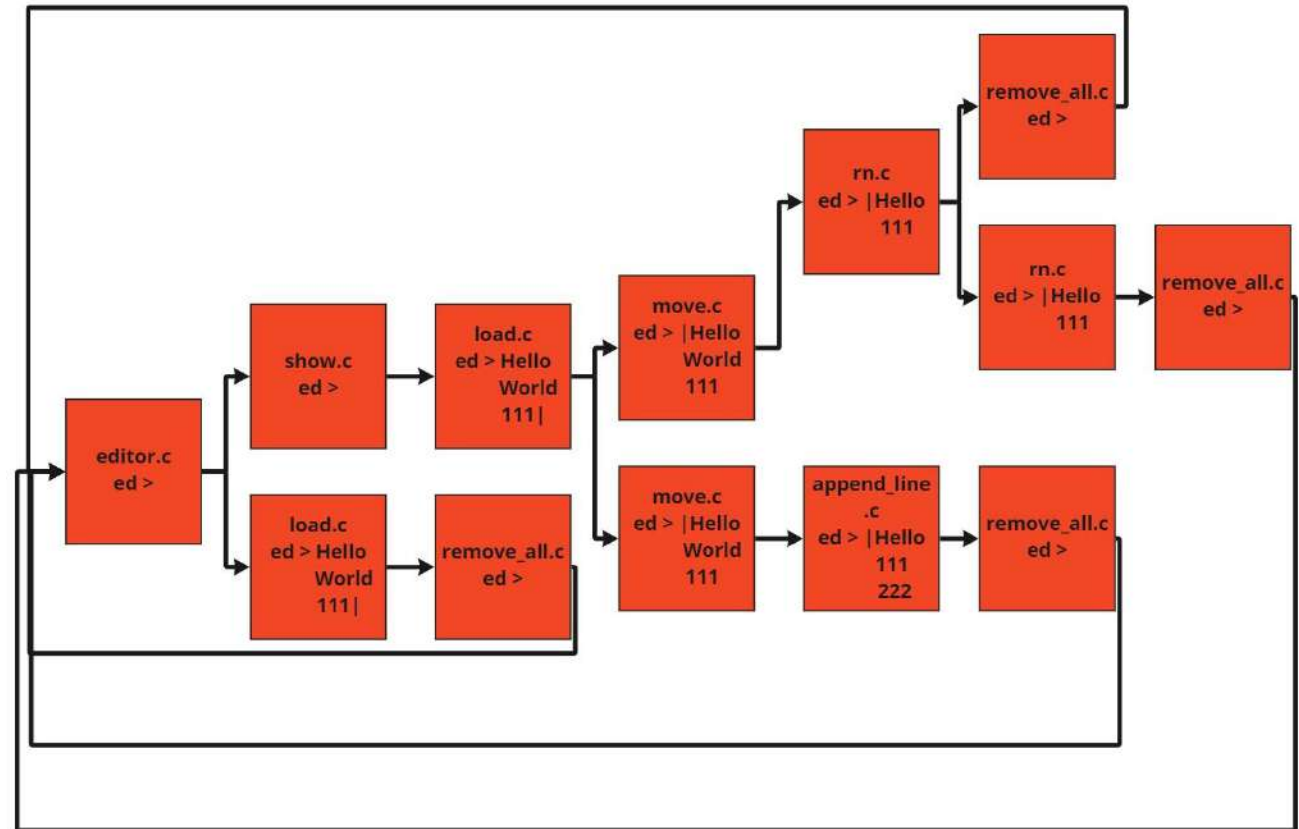 editor.c
ed >
show.c
ed >
load.c
ed > Hello
World
111|
load.c
ed > Hello
World
111|
remove_all.c
ed >
move.c
ed > |Hello
World
111
move.c
ed > |Hello
World
111
rn.c
ed > |Hello
111
append_line
.c
ed > |Hello
111
222
remove_all.c
ed >
rn.c
ed > |Hello
111
remove_all.c
ed >
remove_all.c
ed >